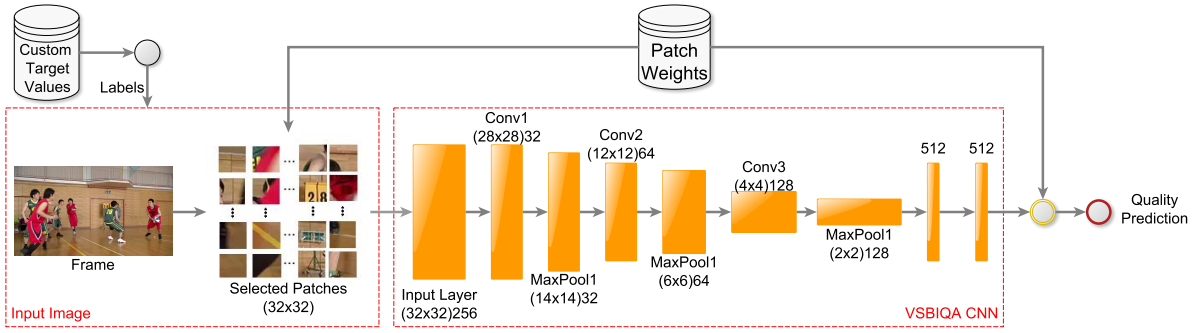 Custom
Target
Values
Labels
Patch
Weights
Frame
28
Selected Patches
(32x32)
Input Image
Input Layer
(32x32)256
Conv1
(28x28)32
MaxPool1
(14x14)32
Conv2
(12x12)64
MaxPool1
(6x6)64
Conv3
(4x4)128
MaxPool1
(2x2)128
512
512
VSBIQA CNN
Quality
Prediction